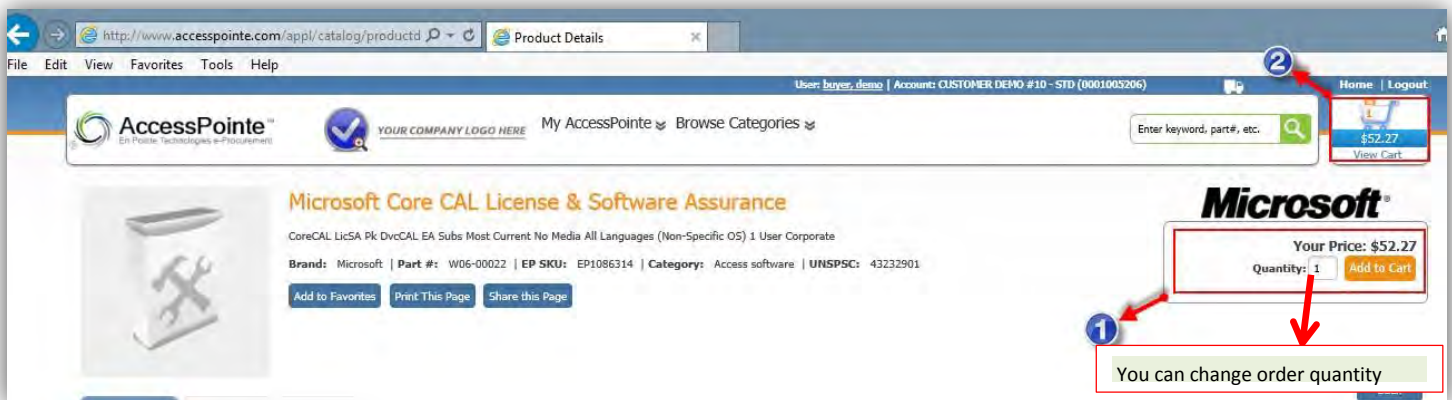 http://www.accesspointe.com/appl/catalog/productd
Product Details
File Edit View Favorites Tools Help
2
User: buyer, demo | Account: CUSTOMER DEMO #10 - STD (0001005206)
Home | Logout
AccessPointe™
En Pointe Technologies e-Procurement
YOUR COMPANY LOGO HERE
My AccessPointe Browse Categories
Enter keyword, part#, etc.
1
$52.27
View Cart
Microsoft Core CAL License & Software Assurance
Microsoft®
CoreCAL LicSA Pk DvcCAL EA Subs Most Current No Media All Languages (Non-Specific OS) 1 User Corporate
Your Price: $52.27
Brand: Microsoft | Part #: W06-00022 | EP SKU: EP1086314 | Category: Access software | UNSPSC: 43232901
Quantity: 1 Add to Cart
Add to Favorites Print This Page Share this Page
1
You can change order quantity